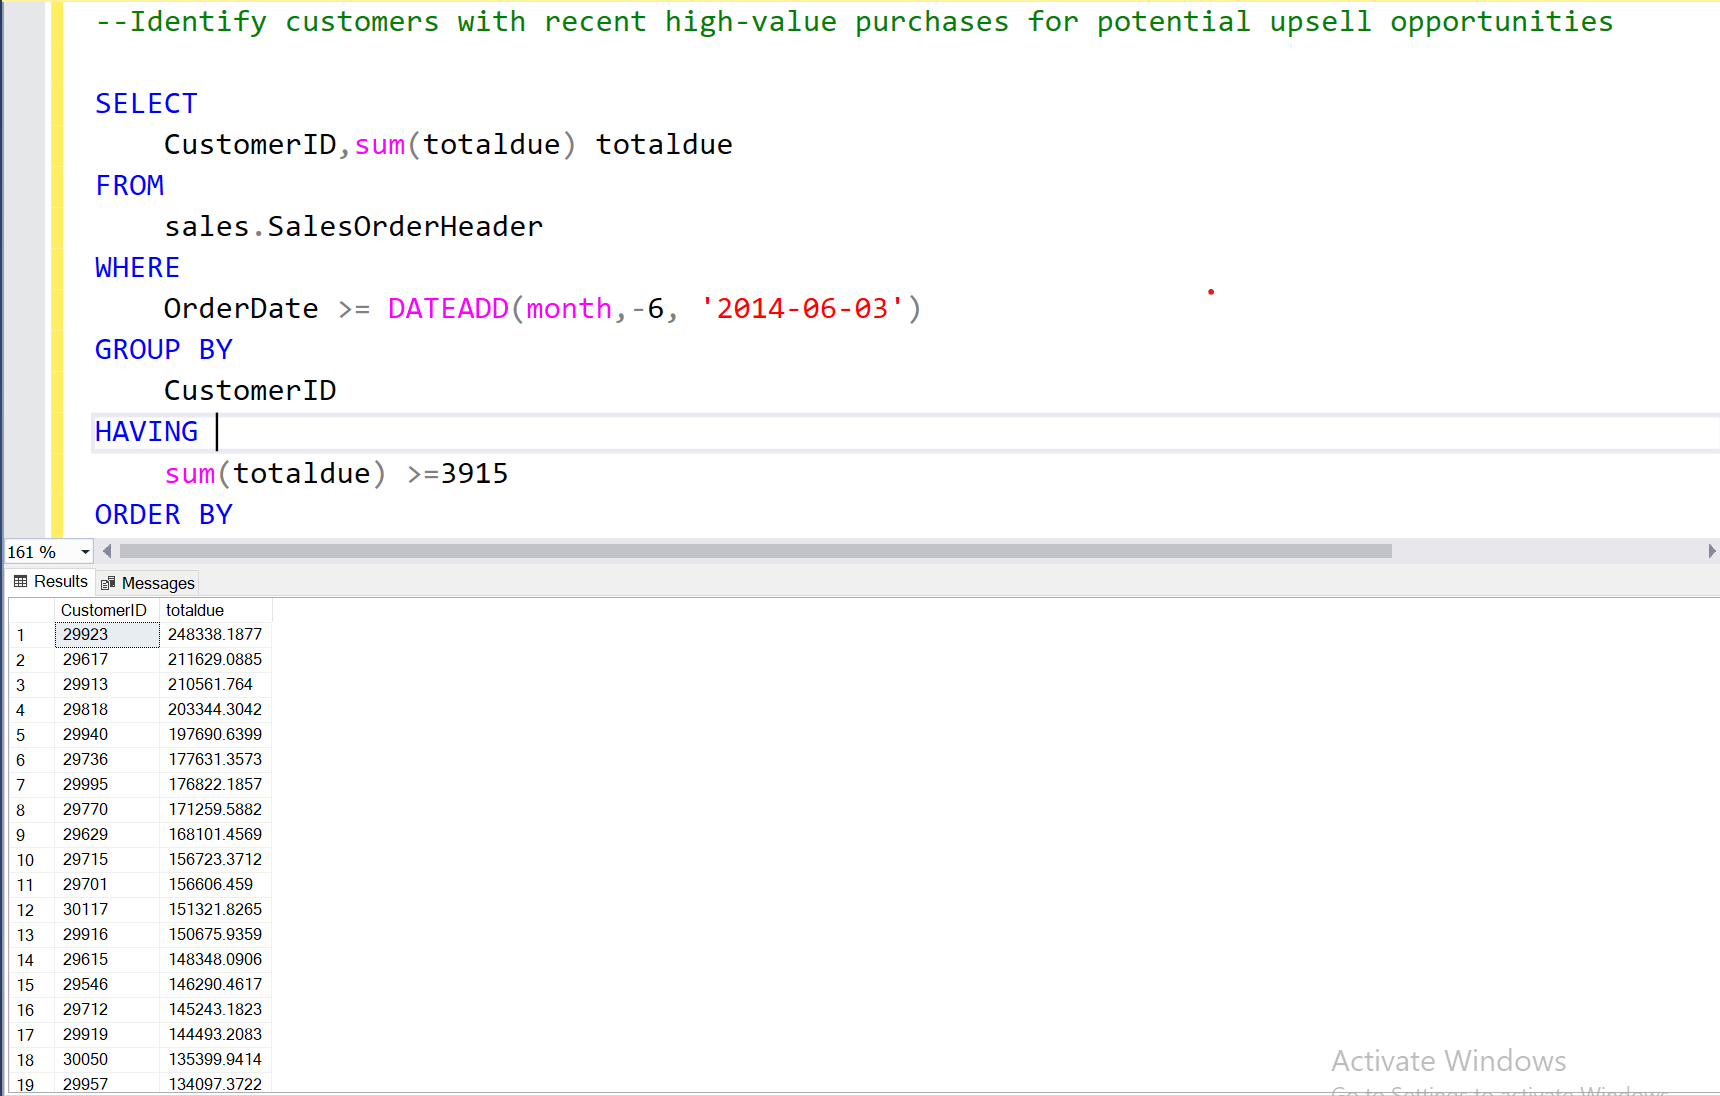 --Identify customers with recent high-value purchases for potential upsell opportunities
SELECT
CustomerID,sum(totaldue) totaldue
FROM
sales.SalesOrderHeader
WHERE
OrderDate >= DATEADD(month,-6, '2014-06-03')
GROUP BY
CustomerID
HAVING
sum(totaldue) >=3915
ORDER BY
161 %
Results Messages
CustomerID totaldue
1 29923 248338.1877
2 29617 211629.0885
3 29913 210561.764
4 29818 203344.3042
5 29940 197690.6399
6 29736 177631.3573
7 29995 176822.1857
8 29770 171259.5882
9 29629 168101.4569
10 29715 156723.3712
11 29701 156606.459
12 30117 151321.8265
13 29916 150675.9359
14 29615 148348.0906
15 29546 146290.4617
16 29712 145243.1823
17 29919 144493.2083
18 30050 135399.9414
19 29957 134097.3722
Activate Windows
Go to Settings to activate Windows.